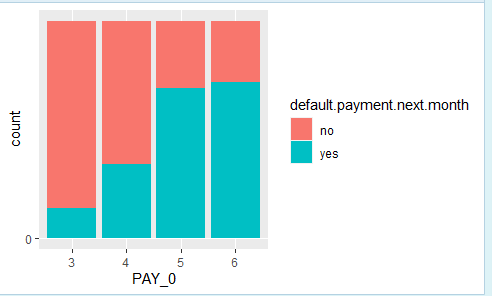 count
0
3 4 5 6
PAY_0
default.payment.next.month
no
yes